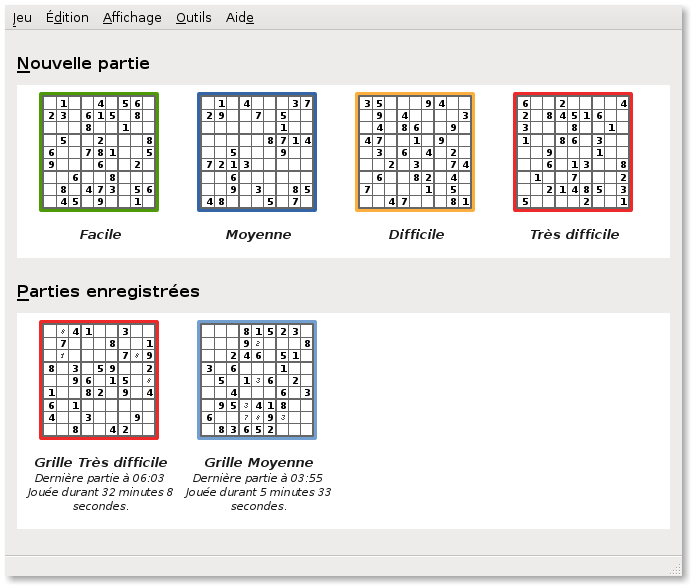 Jeu Édition Affichage Outils Aide
Nouvelle partie
1 4 5 6
2 3 6 1 5 8
8 1
5 2 8
6 7 8 1 5
9 6 2
6 8
8 4 7 3 5 6
4 5 9 1
Facile
1 4 3 7
2 9 7 5
1
8 7 1 4
5 9
7 2 1 3
6
9 3 8 5
4 8 5 7
Moyenne
3 5 9 4
9 4 3
4 8 6 9
4 7 1 9
3 6 4 2
2 3 7 4
6 8 2 4
7 1 5
4 7 8 1
Difficile
6 2 4
2 8 4 5 1 6
3 8 1
1 8 6 3
9 1
6 1 3 8
1 7 2
2 1 4 8 5 3
5 2 1
Très difficile
Parties enregistrées
4 1 3
7 8 1
1 7 9
8 3 5 9 2
9 6 1 5
1 8 2 9 4
6 1
4 3 9
8 4 2
Grille Très difficile
Dernière partie à 06:03
Jouée durant 32 minutes 8
secondes.
8 1 5 2 3
9 2 8
2 4 6 5 1
3 6 1
5 1 3 6 2
4 6 3
9 5 3 4 1 8
6 7 9 3
8 3 6 5 2
Grille Moyenne
Dernière partie à 03:55
Jouée durant 5 minutes 33
secondes.